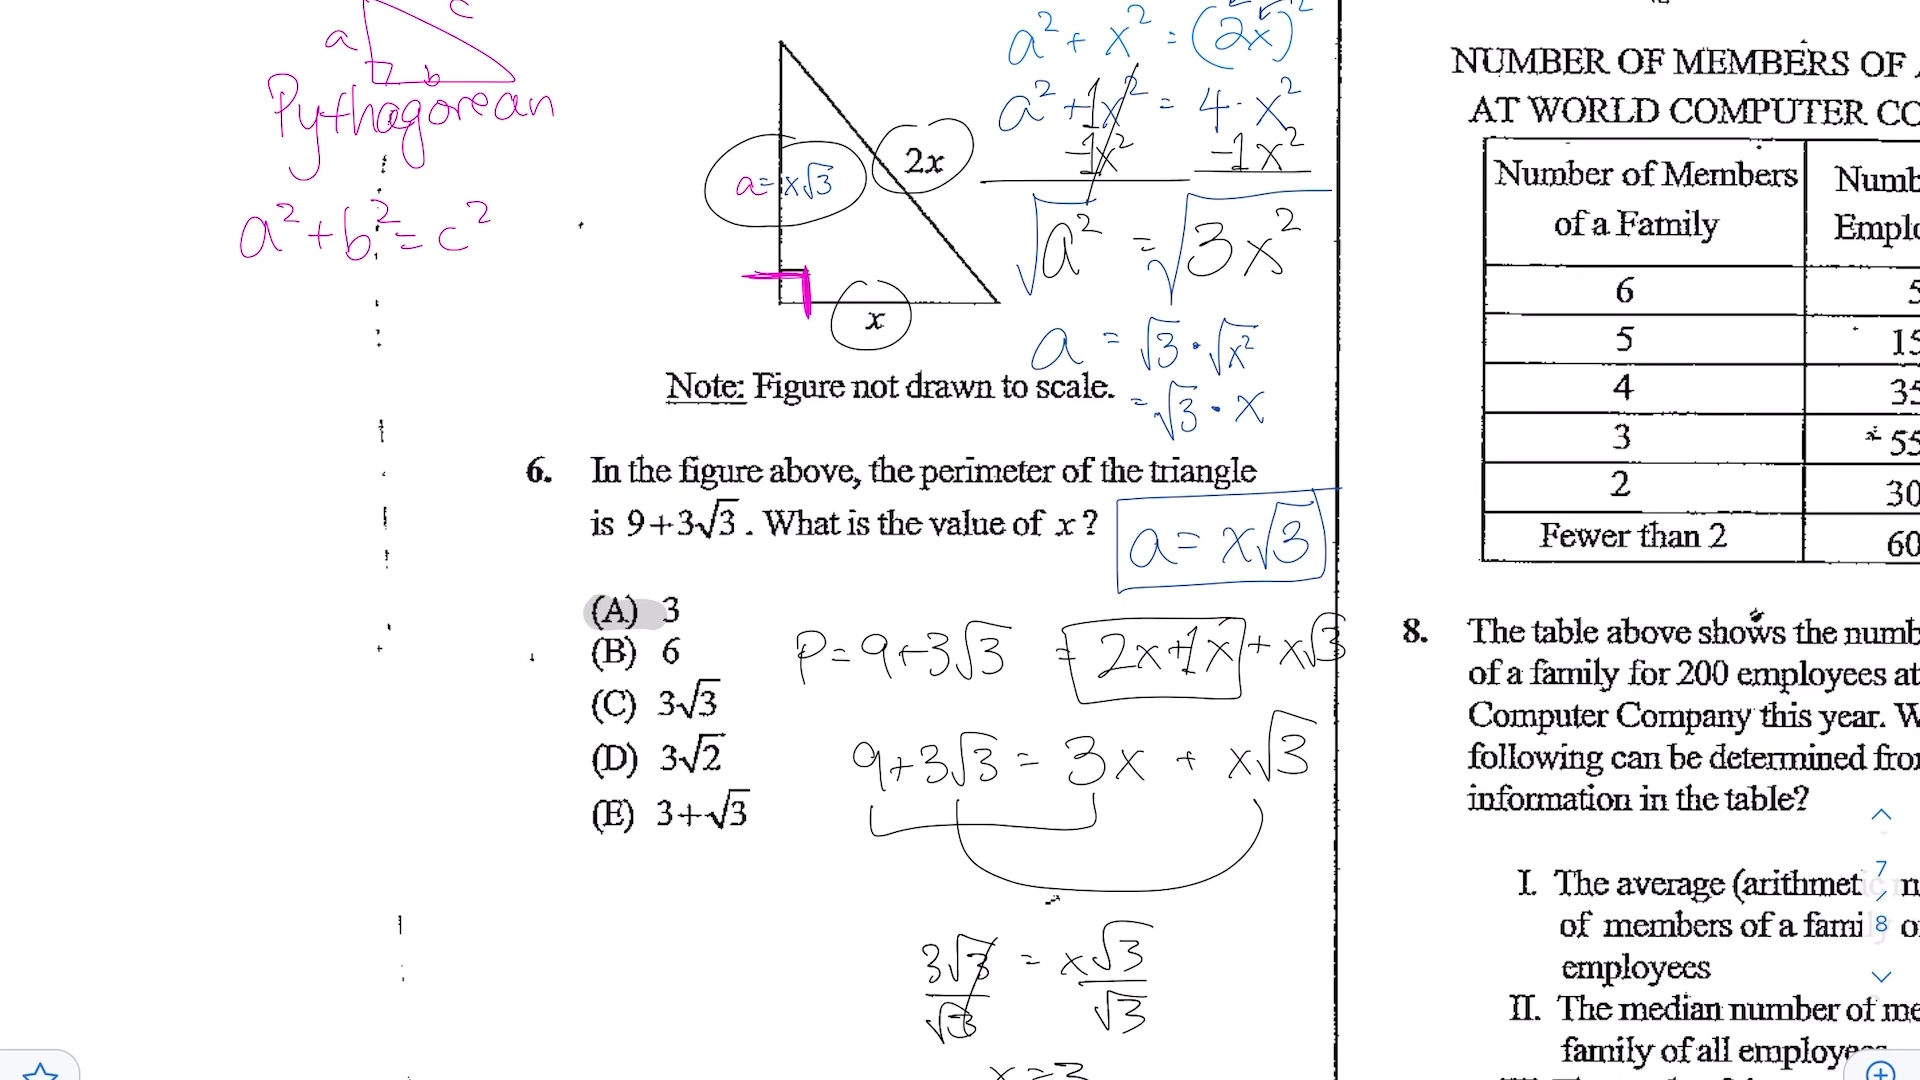 a
c
b
Pythagorean
a² + b² = c²
a = x√3
2x
x
a² + x² = (2x)²
a² + 1x² = 4 · x²
-1x² -1x²
√a² = √3x²
a = √3 · √x²
= √3 · x
Note: Figure not drawn to scale.
6. In the figure above, the perimeter of the triangle
is 9+3√3. What is the value of x?
a = x√3
(A) 3
(B) 6
(C) 3√3
(D) 3√2
(E) 3+√3
P = 9+3√3 = 2x+1x + x√3
9+3√3 = 3x + x√3
3√3 = x√3
√3 √3
x = 3
NUMBER OF MEMBERS OF
AT WORLD COMPUTER
Number of Members
of a Family
6
5
4
3
2
Fewer than 2
5
15
35
55
30
60
8. The table above shows the numb
of a family for 200 employees at
Computer Company this year. W
following can be determined from
information in the table?
I. The average (arithmet
of members of a fami
employees
II. The median number of me
family of all employe
7
8